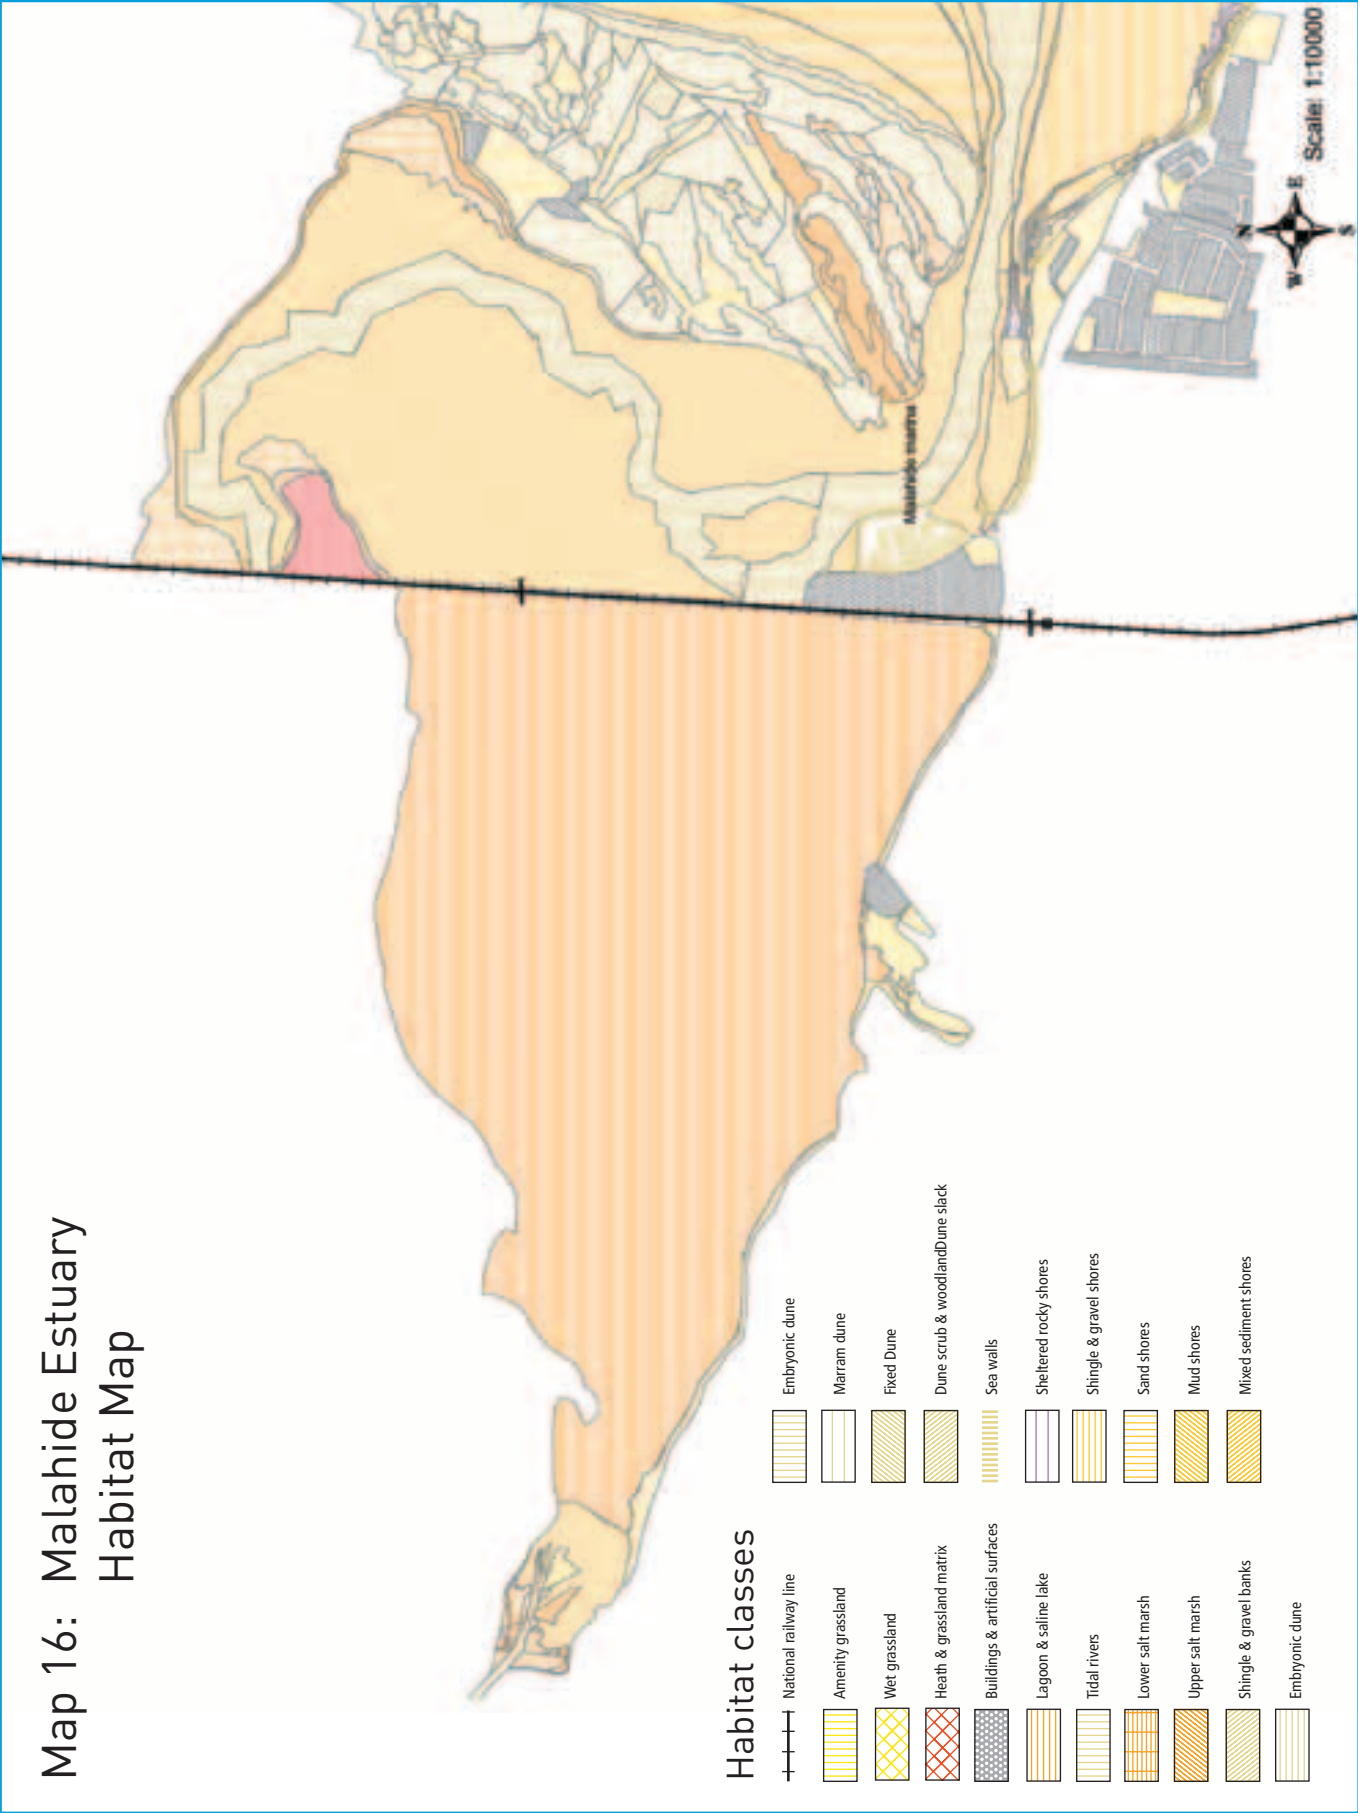 Map 16: Malahide Estuary
Habitat Map
Malahide marina
N
W
E
S
Scale: 1:10000
Habitat classes
National railway line
Amenity grassland
Wet grassland
Heath & grassland matrix
Buildings & artificial surfaces
Lagoon & saline lake
Tidal rivers
Lower salt marsh
Upper salt marsh
Shingle & gravel banks
Embryonic dune
Embryonic dune
Marram dune
Fixed Dune
Dune scrub & woodlandDune slack
Sea walls
Sheltered rocky shores
Shingle & gravel shores
Sand shores
Mud shores
Mixed sediment shores